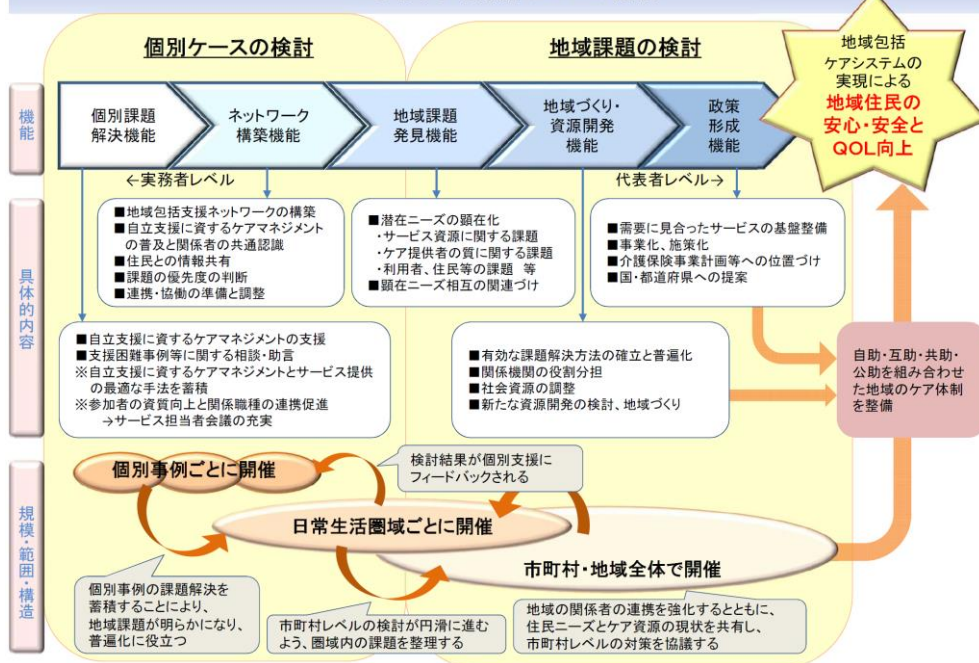 個別ケースの検討
地域課題の検討
地域包括
ケアシステムの
実現による
地域住民の
安心・安全と
QOL向上
機能
個別課題
解決機能
ネットワーク
構築機能
地域課題
発見機能
地域づくり・
資源開発
機能
政策
形成
機能
←実務者レベル
代表者レベル→
具体的内容
■地域包括支援ネットワークの構築
■自立支援に資するケアマネジメント
の普及と関係者の共通認識
■住民との情報共有
■課題の優先度の判断
■連携・協働の準備と調整
■潜在ニーズの顕在化
・サービス資源に関する課題
・ケア提供者の質に関する課題
・利用者、住民等の課題 等
■顕在ニーズ相互の関連づけ
■需要に見合ったサービスの基盤整備
■事業化、施策化
■介護保険事業計画等への位置づけ
■国・都道府県への提案
■自立支援に資するケアマネジメントの支援
■支援困難事例等に関する相談・助言
※自立支援に資するケアマネジメントとサービス提供
の最適な手法を蓄積
※参加者の資質向上と関係職種の連携促進
→サービス担当者会議の充実
■有効な課題解決方法の確立と普遍化
■関係機関の役割分担
■社会資源の調整
■新たな資源開発の検討、地域づくり
自助・互助・共助・
公助を組み合わせ
た地域のケア体制
を整備
規模・範囲・構造
個別事例ごとに開催
検討結果が個別支援に
フィードバックされる
日常生活圏域ごとに開催
市町村・地域全体で開催
個別事例の課題解決を
蓄積することにより、
地域課題が明らかになり、
普遍化に役立つ
市町村レベルの検討が円滑に進む
よう、圏域内の課題を整理する
地域の関係者の連携を強化するとともに、
住民ニーズとケア資源の現状を共有し、
市町村レベルの対策を協議する